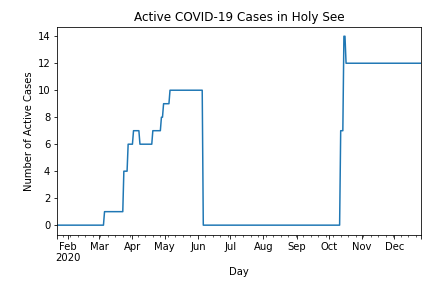 Active COVID-19 Cases in Holy See
Number of Active Cases
14
12
10
8
6
4
2
0
Feb Mar Apr May Jun Jul Aug Sep Oct Nov Dec
2020
Day